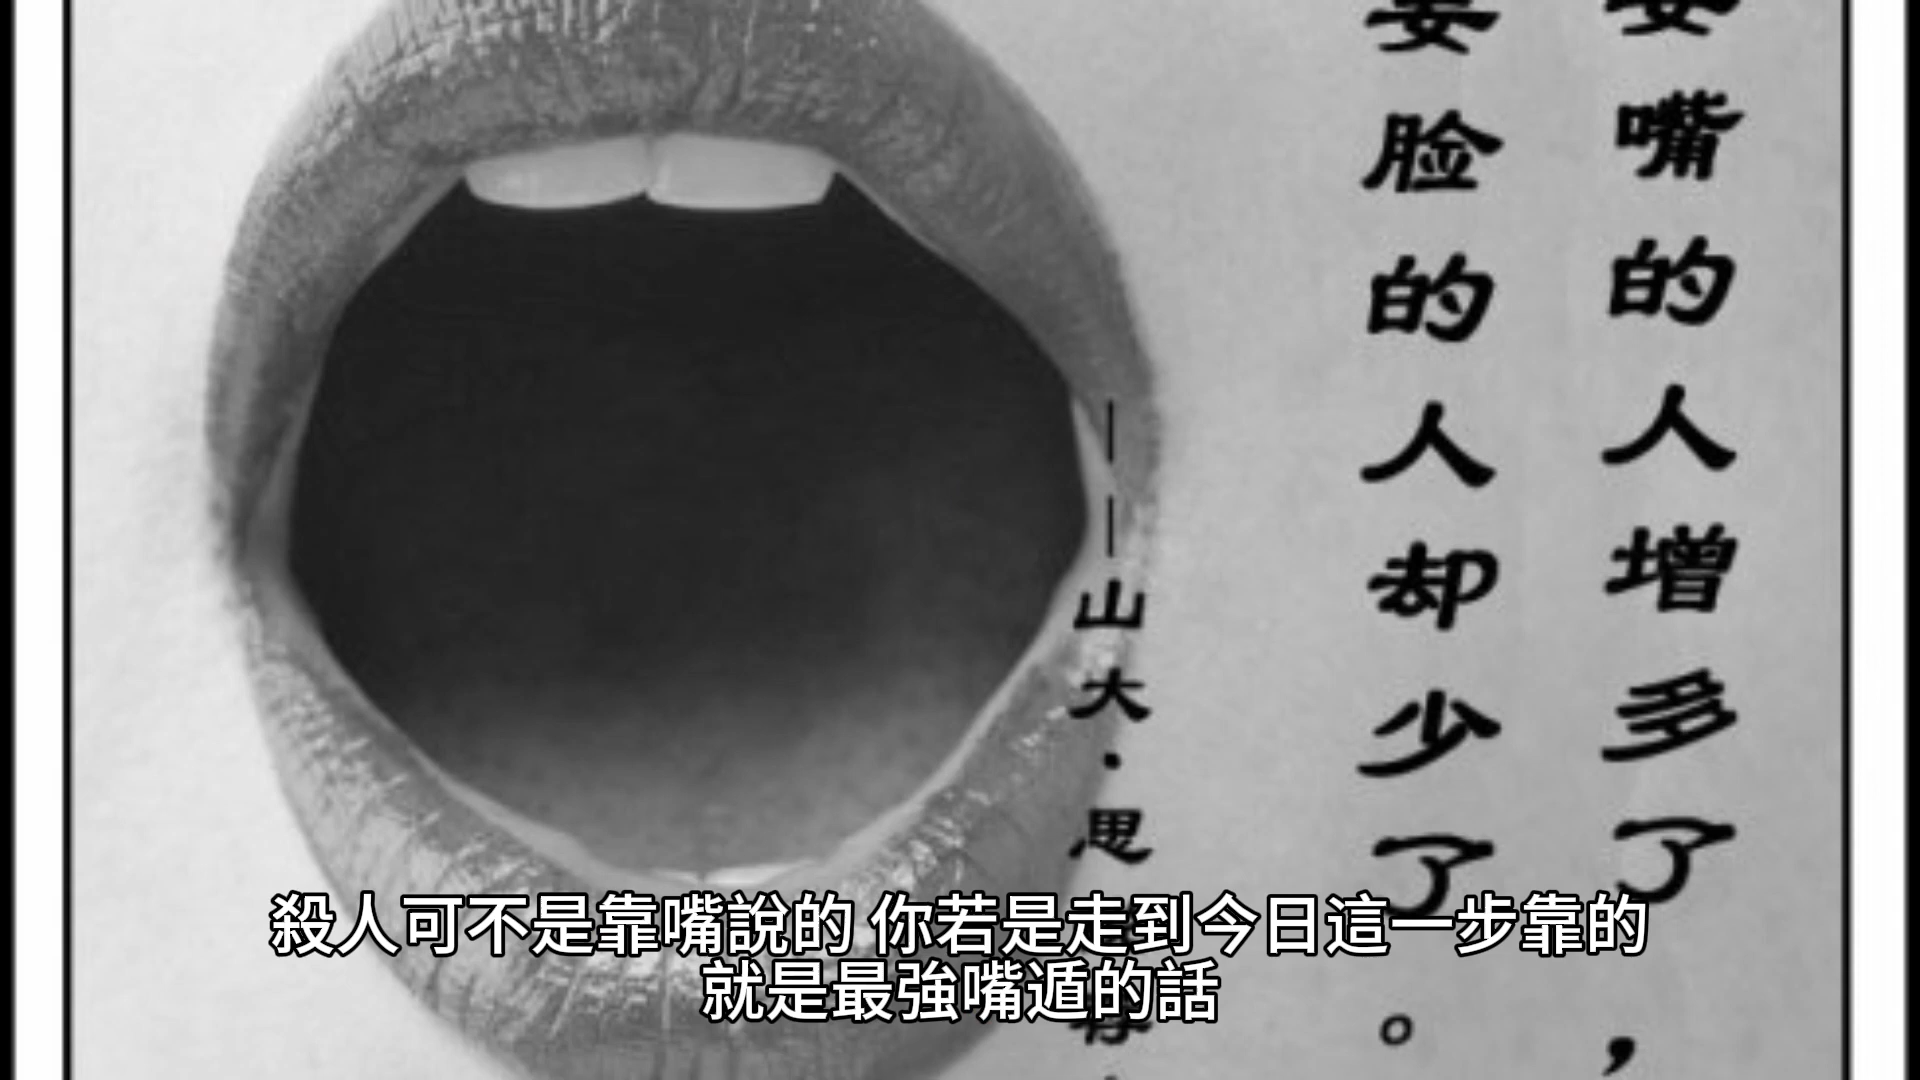 要嘴的人增多了，
要脸的人却少了。
——山大·思
殺人可不是靠嘴說的 你若是走到今日這一步靠的
就是最強嘴遁的話